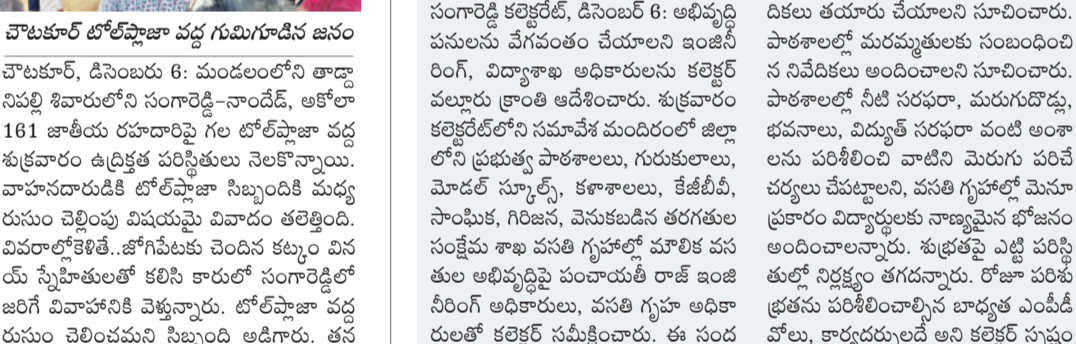 చౌటకూర్ టోల్‌ప్లాజా వద్ద గుమిగూడిన జనం
చౌటకూర్, డిసెంబరు 6: మండలంలోని తాడ్డా
నిపల్లి శివారులోని సంగారెడ్డి-నాందేడ్, అకోలా
161 జాతీయ రహదారిపై గల టోల్‌ప్లాజా వద్ద
శుక్రవారం ఉద్రిక్తత పరిస్థితులు నెలకొన్నాయి.
వాహనదారుడికి టోల్‌ప్లాజా సిబ్బందికి మధ్య
రుసుం చెల్లింపు విషయమై వివాదం తలెత్తింది.
వివరాల్లోకెళితే..జోగిపేటకు చెందిన కట్కం విన
య్ స్నేహితులతో కలిసి కారులో సంగారెడ్డిలో
జరిగే వివాహానికి వెళ్తున్నారు. టోల్‌ప్లాజా వద్ద
రుసుం చెల్లించమని సిబ్బంది అడిగారు. తన
సంగారెడ్డి కలెక్టరేట్, డిసెంబర్ 6: అభివృద్ధి
పనులను వేగవంతం చేయాలని ఇంజినీ
రింగ్, విద్యాశాఖ అధికారులను కలెక్టర్
వల్లూరు క్రాంతి ఆదేశించారు. శుక్రవారం
కలెక్టరేట్‌లోని సమావేశ మందిరంలో జిల్లా
లోని ప్రభుత్వ పాఠశాలలు, గురుకులాలు,
మోడల్ స్కూల్స్, కళాశాలలు, కేజీబీవీ,
సాంఘిక, గిరిజన, వెనుకబడిన తరగతుల
సంక్షేమ శాఖ వసతి గృహాల్లో మౌలిక వస
తుల అభివృద్ధిపై పంచాయతీ రాజ్ ఇంజి
నీరింగ్ అధికారులు, వసతి గృహ అధికా
రులతో కలెక్టర్ సమీక్షించారు. ఈ సంద
దికలు తయారు చేయాలని సూచించారు.
పాఠశాలల్లో మరమ్మతులకు సంబంధించి
న నివేదికలు అందించాలని సూచించారు.
పాఠశాలల్లో నీటి సరఫరా, మరుగుదొడ్లు,
భవనాలు, విద్యుత్ సరఫరా వంటి అంశా
లను పరిశీలించి వాటిని మెరుగు పరిచే
చర్యలు చేపట్టాలని, వసతి గృహాల్లో మెనూ
ప్రకారం విద్యార్థులకు నాణ్యమైన భోజనం
అందించాలన్నారు. శుభ్రతపై ఎట్టి పరిస్థి
తుల్లో నిర్లక్ష్యం తగదన్నారు. రోజూ పరిశు
భ్రతను పరిశీలించాల్సిన బాధ్యత ఎంపీడీ
వోలు, కార్యదర్శులదే అని కలెక్టర్ స్పష్టం